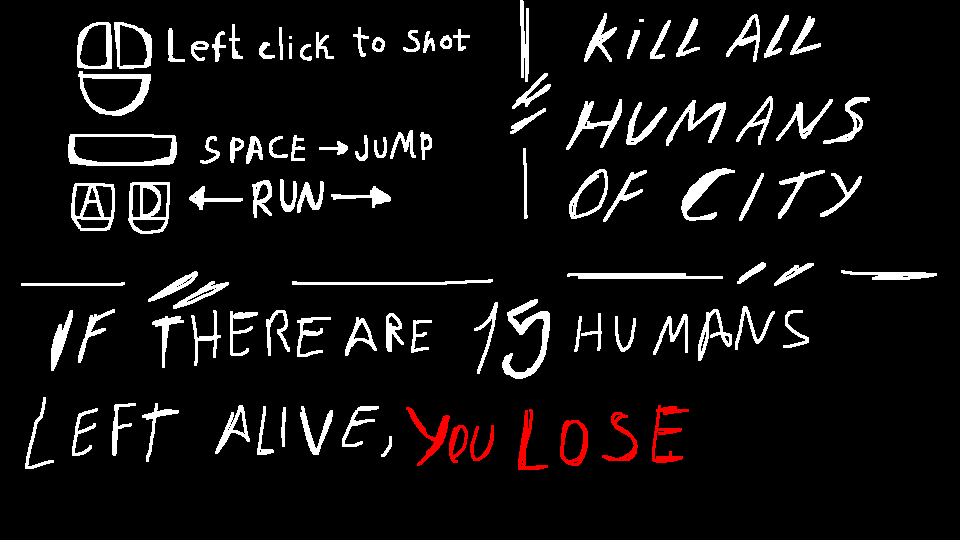 Left click to shot
SPACE → JUMP
A D ← RUN →
KiLL ALL
HUMANS
OF CITY
IF THERE ARE 15 HUMANS
LEFT ALIVE, YOU LOSE